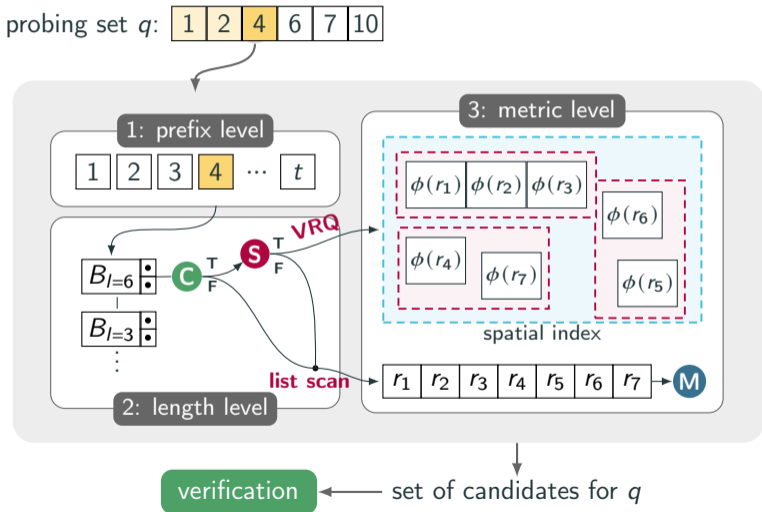 probing set q: 1 2 4 6 7 10
1: prefix level
1 2 3 4 ... t
2: length level
B_{l=6}
C
T
F
S
T
F
VRQ
B_{l=3}
⋮
list scan
3: metric level
ϕ(r₁) ϕ(r₂) ϕ(r₃)
ϕ(r₆)
ϕ(r₄)
ϕ(r₇)
ϕ(r₅)
spatial index
r₁ r₂ r₃ r₄ r₅ r₆ r₇ M
verification
set of candidates for q